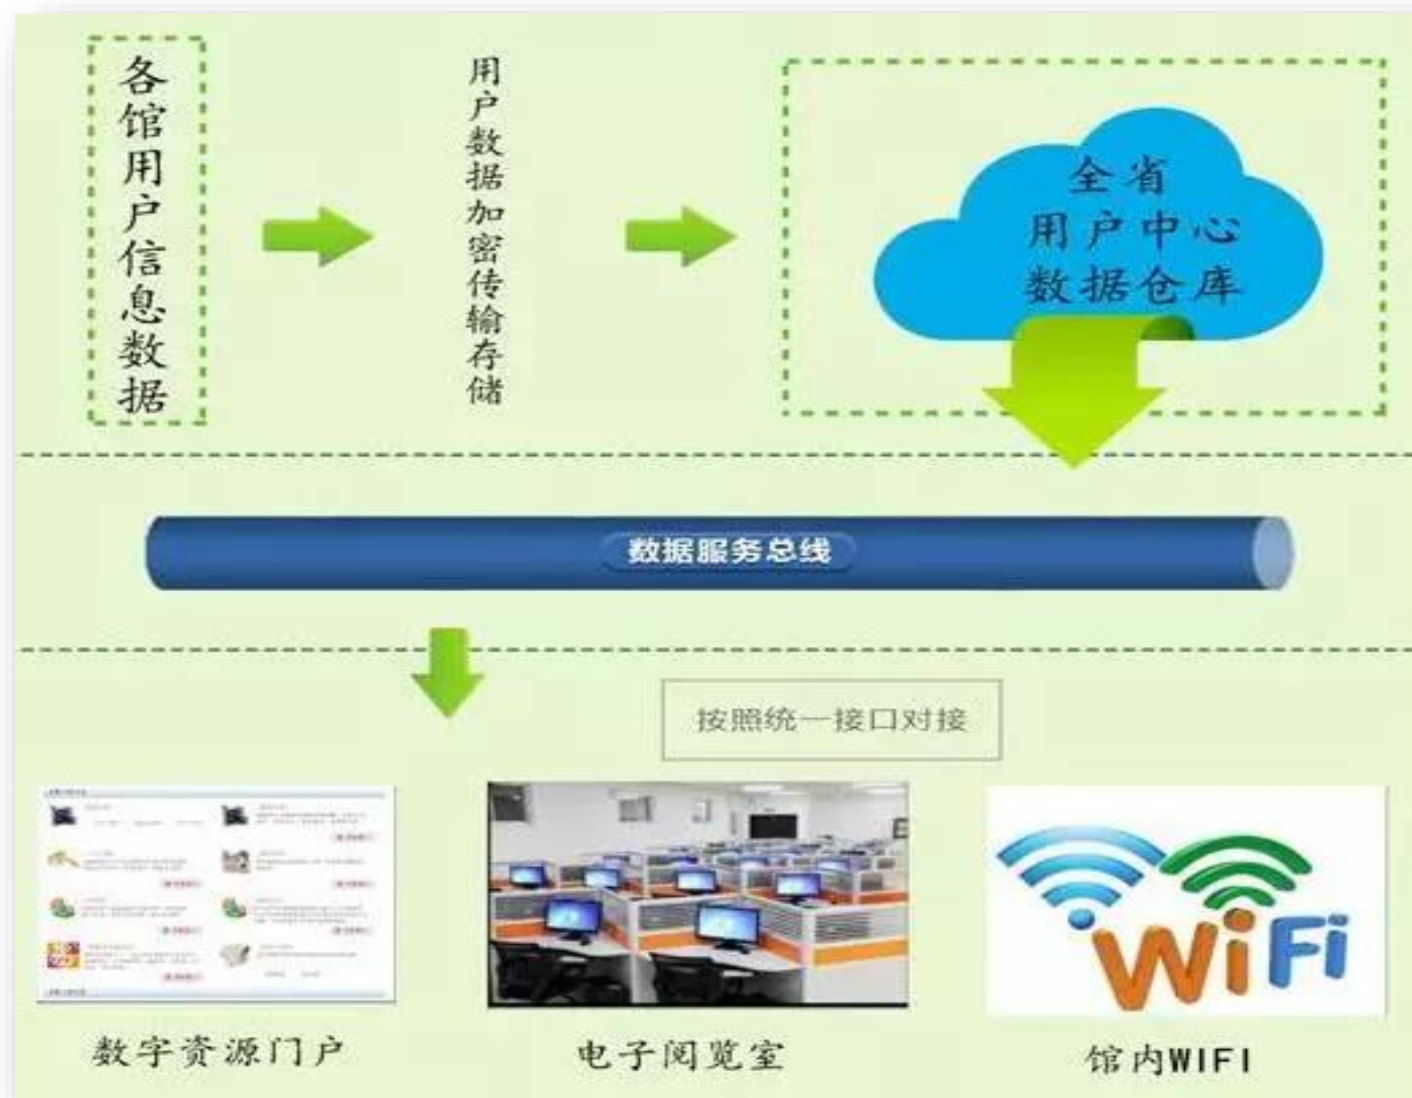 各馆用户信息数据
用户数据加密传输存储
全省
用户中心
数据仓库
数据服务总线
按照统一接口对接
WiFi
数字资源门户
电子阅览室
馆内WIFI